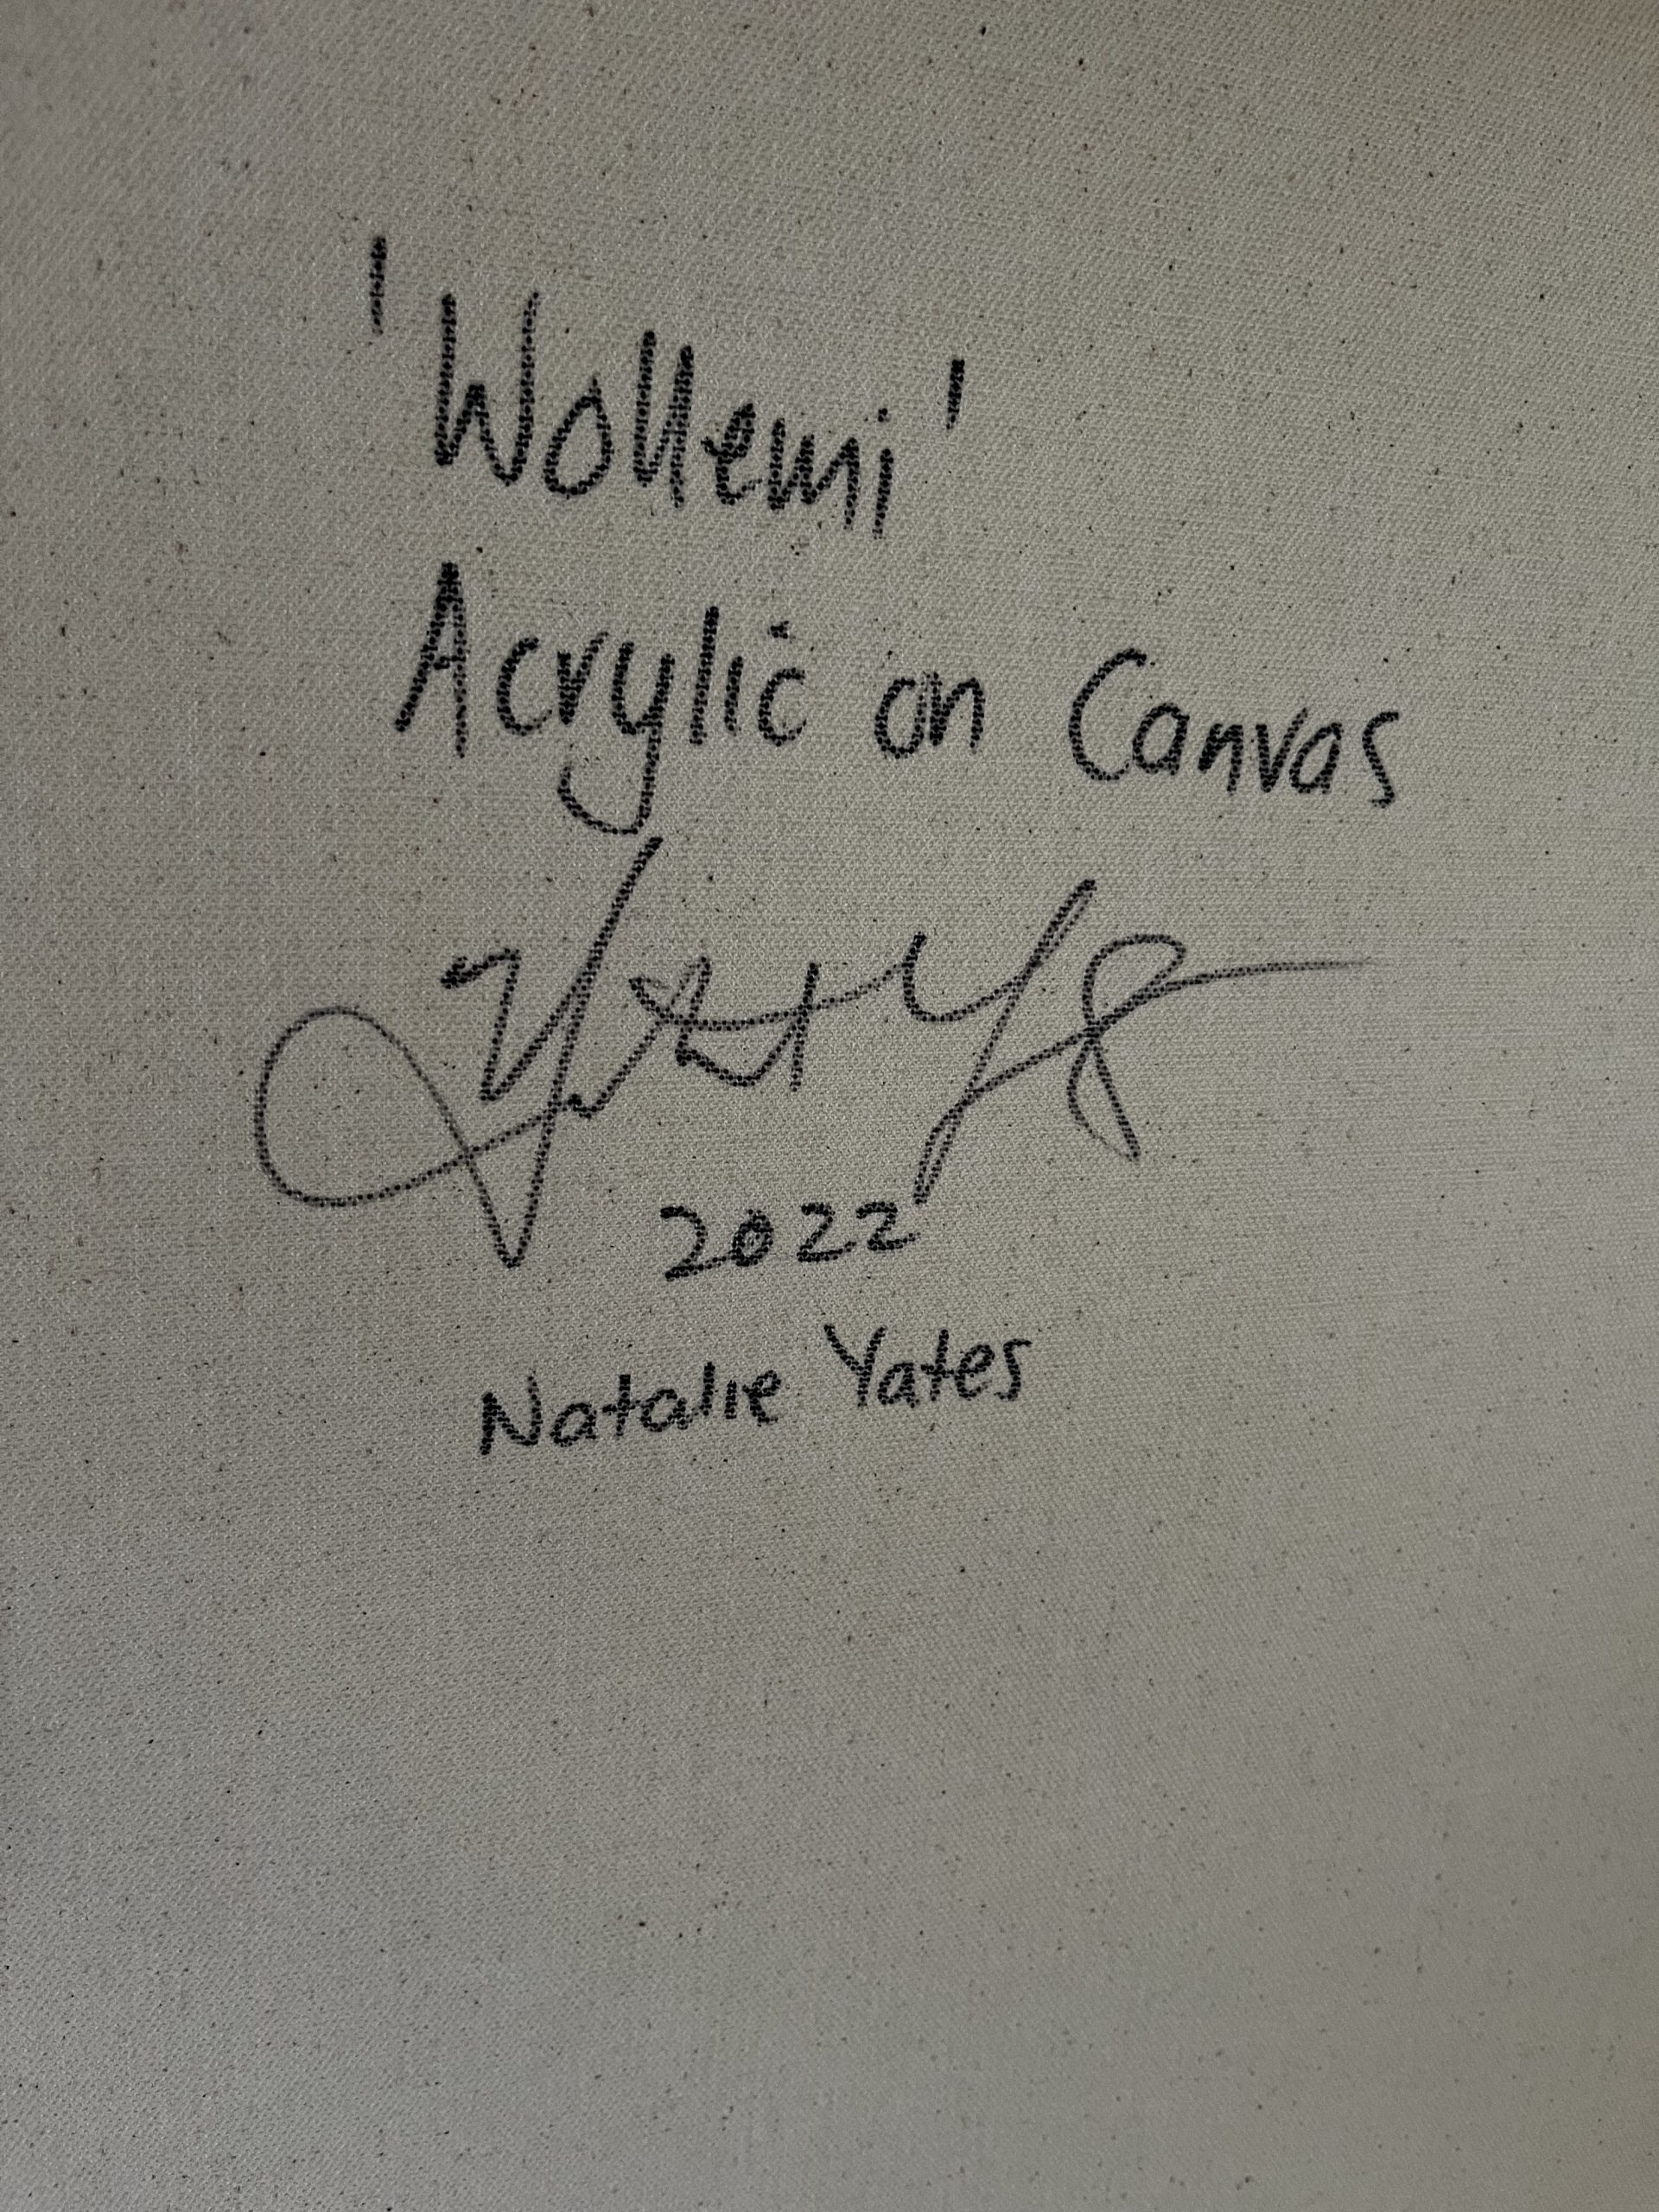 'Wollemi'
Acrylic on Canvas
2022
Natalie Yates